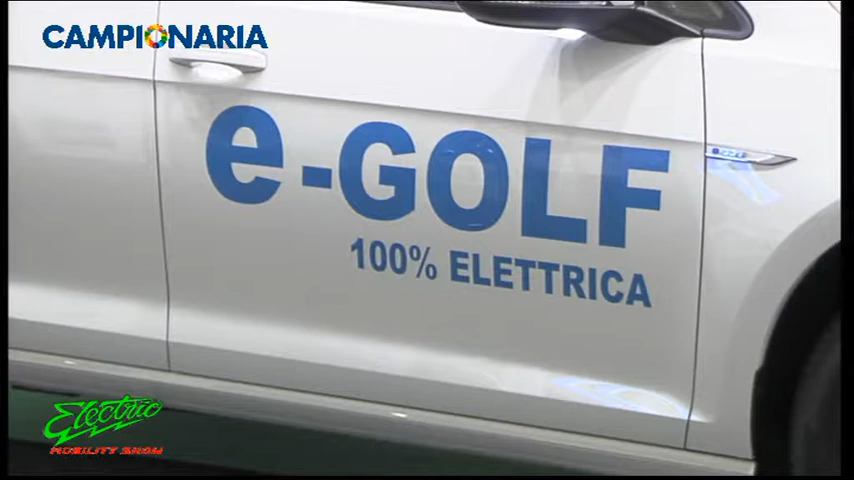 CAMPIONARIA
e-GOLF
100% ELETTRICA
Electric
MOBILITY SHOW